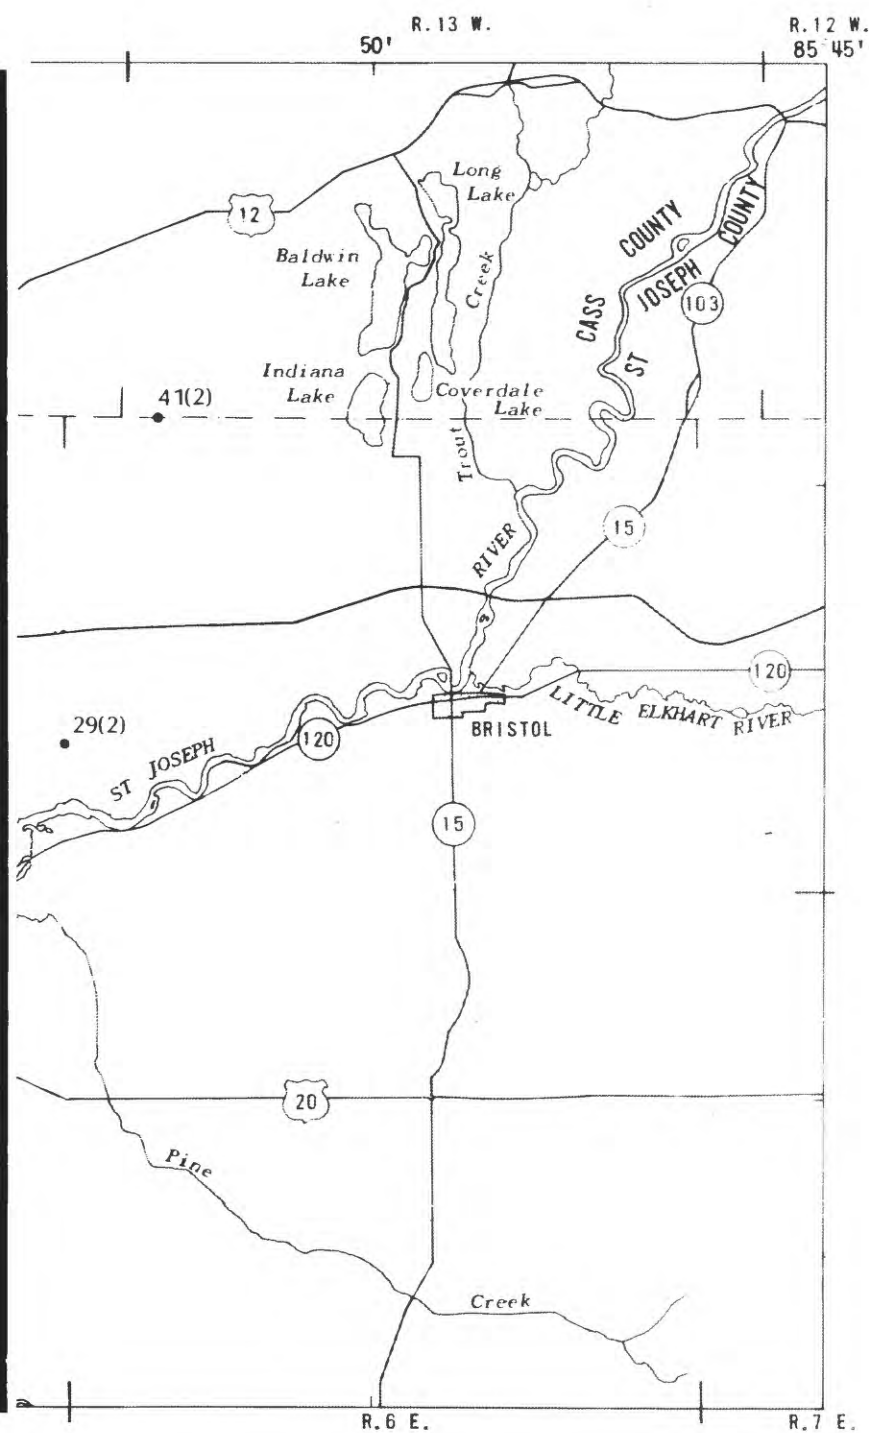 R.13 W.
R.12 W.
50'
85°45'
Long
Lake
12
COUNTY
COUNTY
Baldwin
Lake
Creek
JOSEPH
103
CASS
ST
Indiana
Lake
Coverdale
Lake
41(2)
Trout
15
RIVER
120
LITTLE ELKHART RIVER
29(2)
120
BRISTOL
ST JOSEPH
15
20
Pine
Creek
R.6 E.
R.7 E.